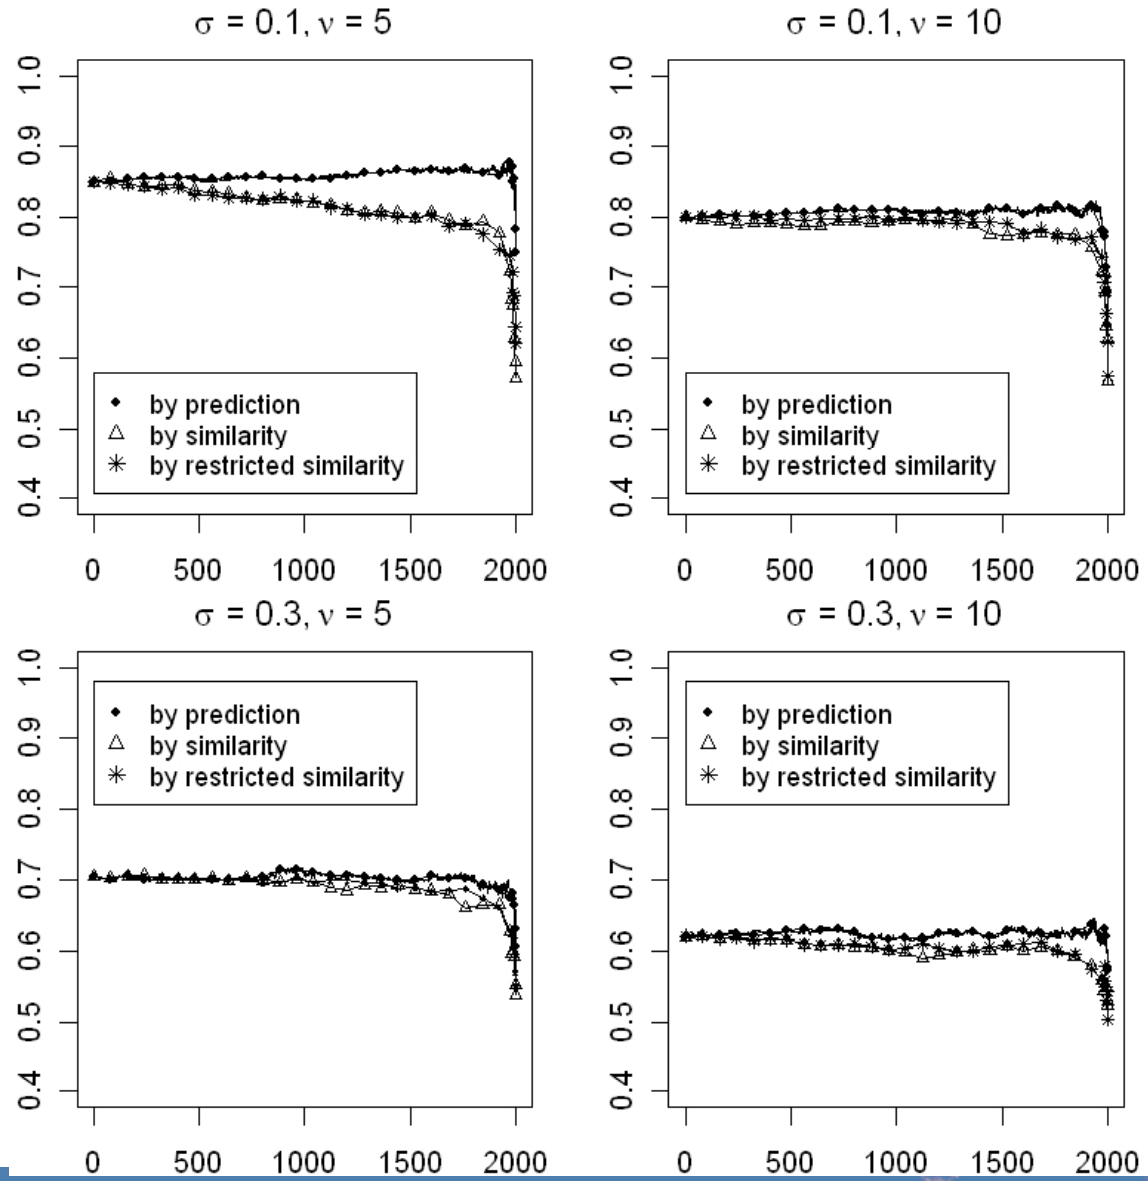 σ = 0.1, ν = 5
1.0
0.9
0.8
0.7
0.6
0.5
0.4
by prediction
by similarity
by restricted similarity
0 500 1000 1500 2000
σ = 0.1, ν = 10
1.0
0.9
0.8
0.7
0.6
0.5
0.4
by prediction
by similarity
by restricted similarity
0 500 1000 1500 2000
σ = 0.3, ν = 5
1.0
0.9
0.8
0.7
0.6
0.5
0.4
by prediction
by similarity
by restricted similarity
0 500 1000 1500 2000
σ = 0.3, ν = 10
1.0
0.9
0.8
0.7
0.6
0.5
0.4
by prediction
by similarity
by restricted similarity
0 500 1000 1500 2000